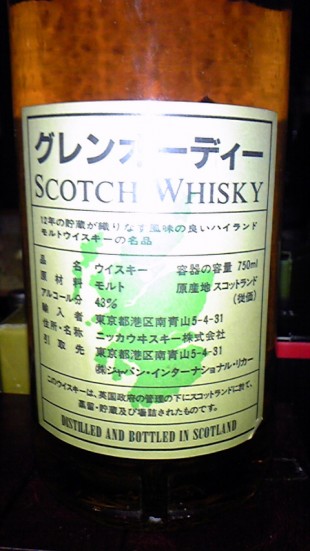 グレンオーディー
SCOTCH WHISKY
12年の貯蔵が織りなす風味の良いハイランド
モルトウイスキーの名品
品名 ウイスキー 容器の容量 750ml
原材料 モルト 原産地 スコットランド
アルコール分 43% (従価)
輸入者 東京都港区南青山5-4-31
住所・名称 ニッカウヰスキー株式会社
引取先 東京都港区南青山5-4-31
㈱ジャパン・インターナショナル・リカー
このウイスキーは、英国政府の管理の下にスコットランドに於て、
蒸留・貯蔵及び壜詰されたものです。
DISTILLED AND BOTTLED IN SCOTLAND